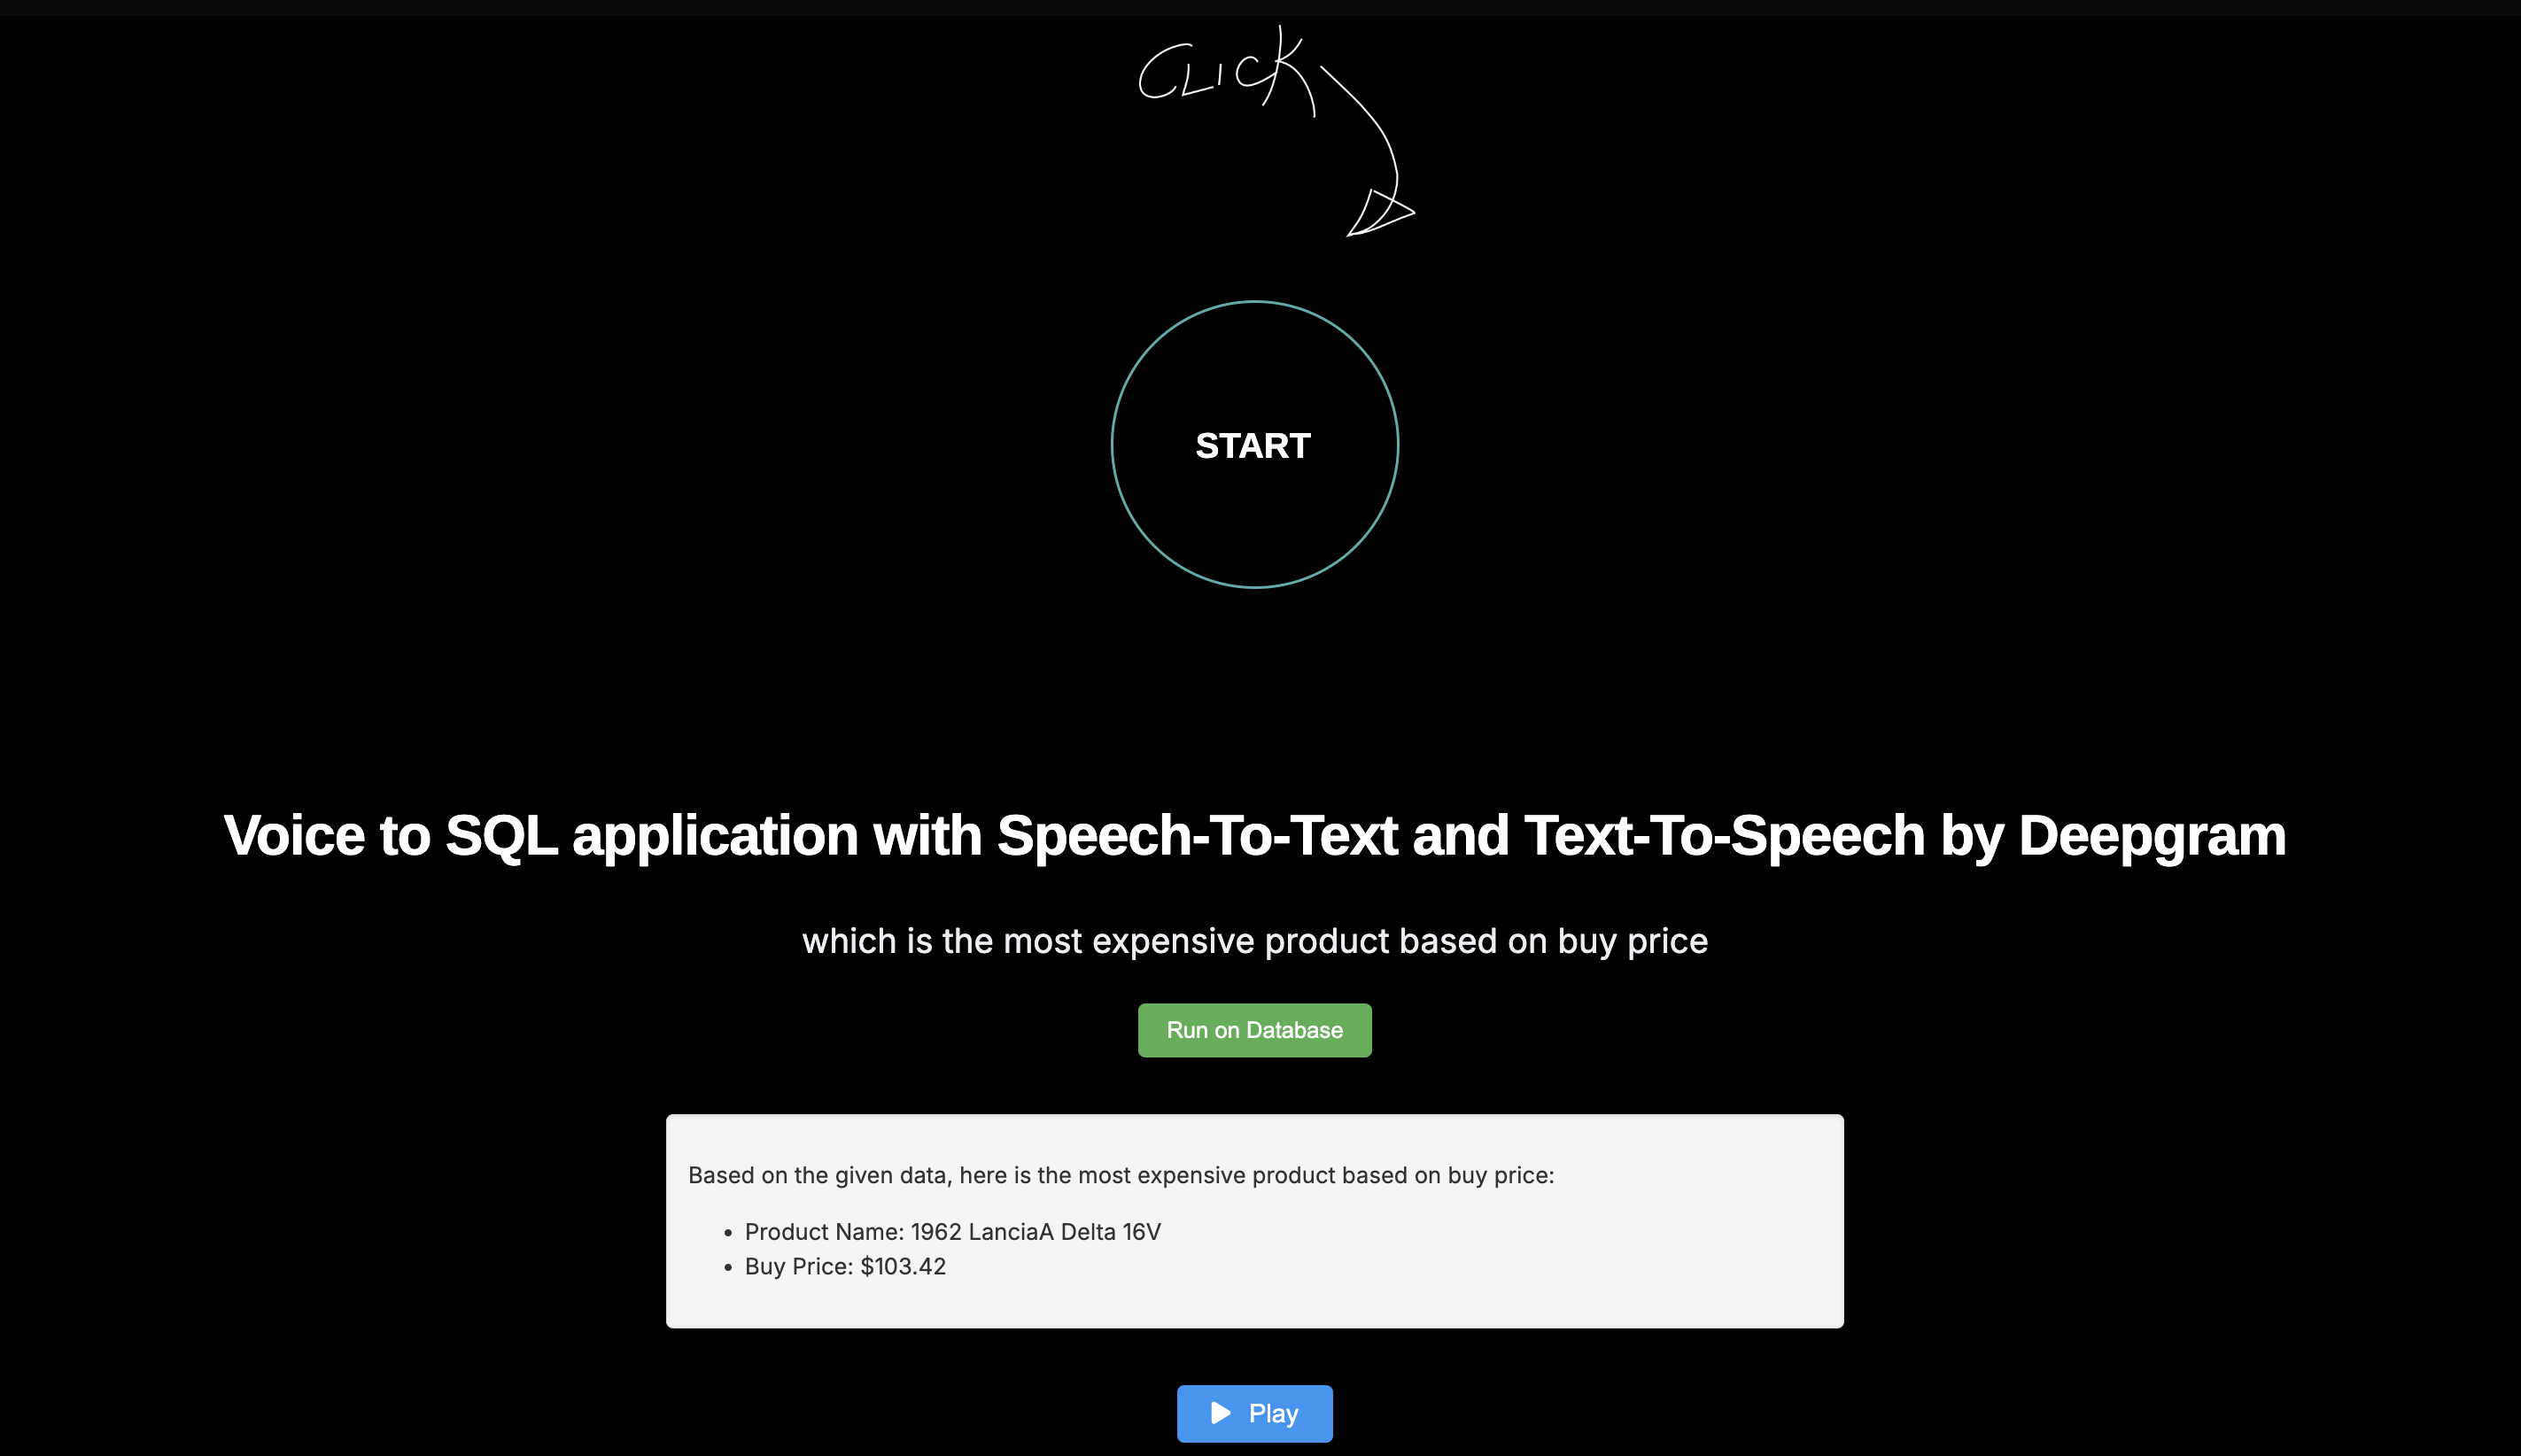 CLICK
START
Voice to SQL application with Speech-To-Text and Text-To-Speech by Deepgram
which is the most expensive product based on buy price
Run on Database
Based on the given data, here is the most expensive product based on buy price:
• Product Name: 1962 LanciaA Delta 16V
• Buy Price: $103.42
Play